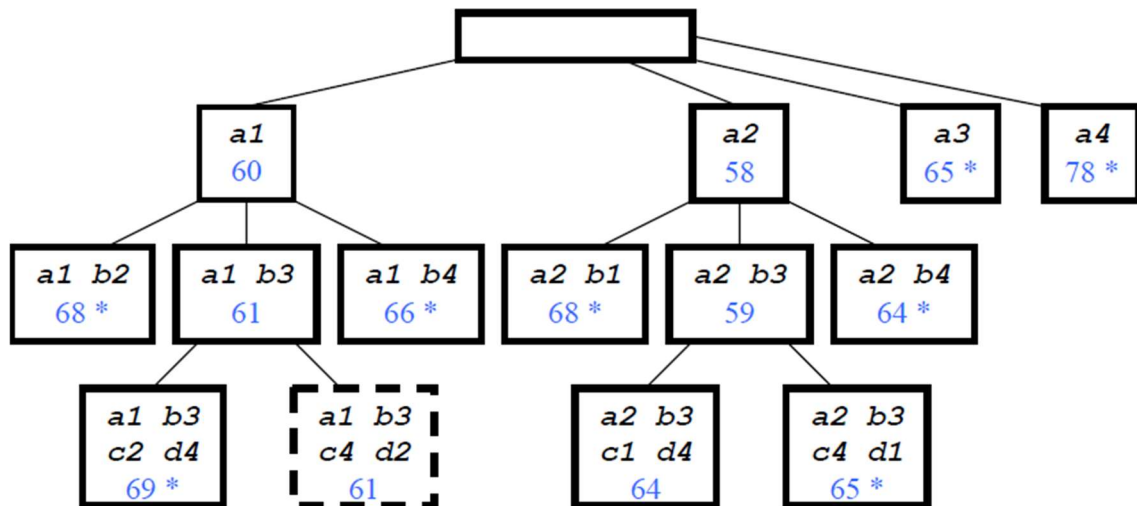 a1
60
a2
58
a3
65 *
a4
78 *
a1 b2
68 *
a1 b3
61
a1 b4
66 *
a2 b1
68 *
a2 b3
59
a2 b4
64 *
a1 b3
c2 d4
69 *
a1 b3
c4 d2
61
a2 b3
c1 d4
64
a2 b3
c4 d1
65 *